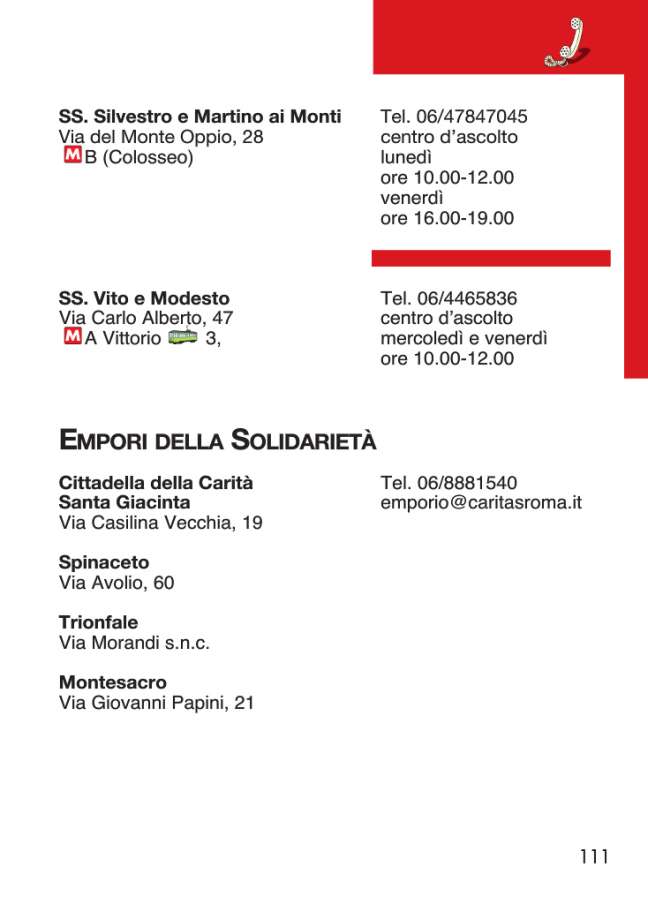 SS. Silvestro e Martino ai Monti
Via del Monte Oppio, 28
M B (Colosseo)
Tel. 06/47847045
centro d'ascolto
lunedì
ore 10.00-12.00
venerdì
ore 16.00-19.00
SS. Vito e Modesto
Via Carlo Alberto, 47
M A Vittorio 3,
Tel. 06/4465836
centro d'ascolto
mercoledì e venerdì
ore 10.00-12.00
EMPORI DELLA SOLIDARIETÀ
Cittadella della Carità
Santa Giacinta
Via Casilina Vecchia, 19
Tel. 06/8881540
emporio@caritasroma.it
Spinaceto
Via Avolio, 60
Trionfale
Via Morandi s.n.c.
Montesacro
Via Giovanni Papini, 21
111